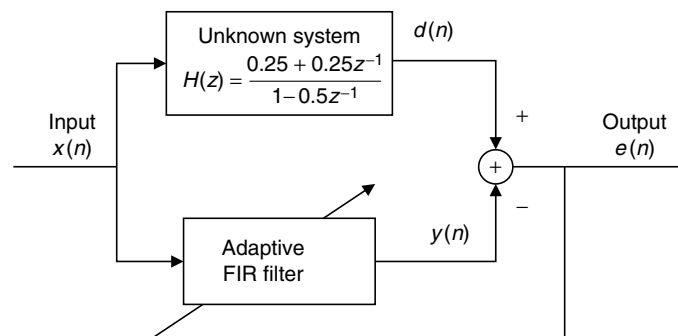 Unknown system
H(z) = (0.25 + 0.25z⁻¹)/(1−0.5z⁻¹)
d(n)
+
Input
x(n)
+
Output
e(n)
−
Adaptive
FIR filter
y(n)